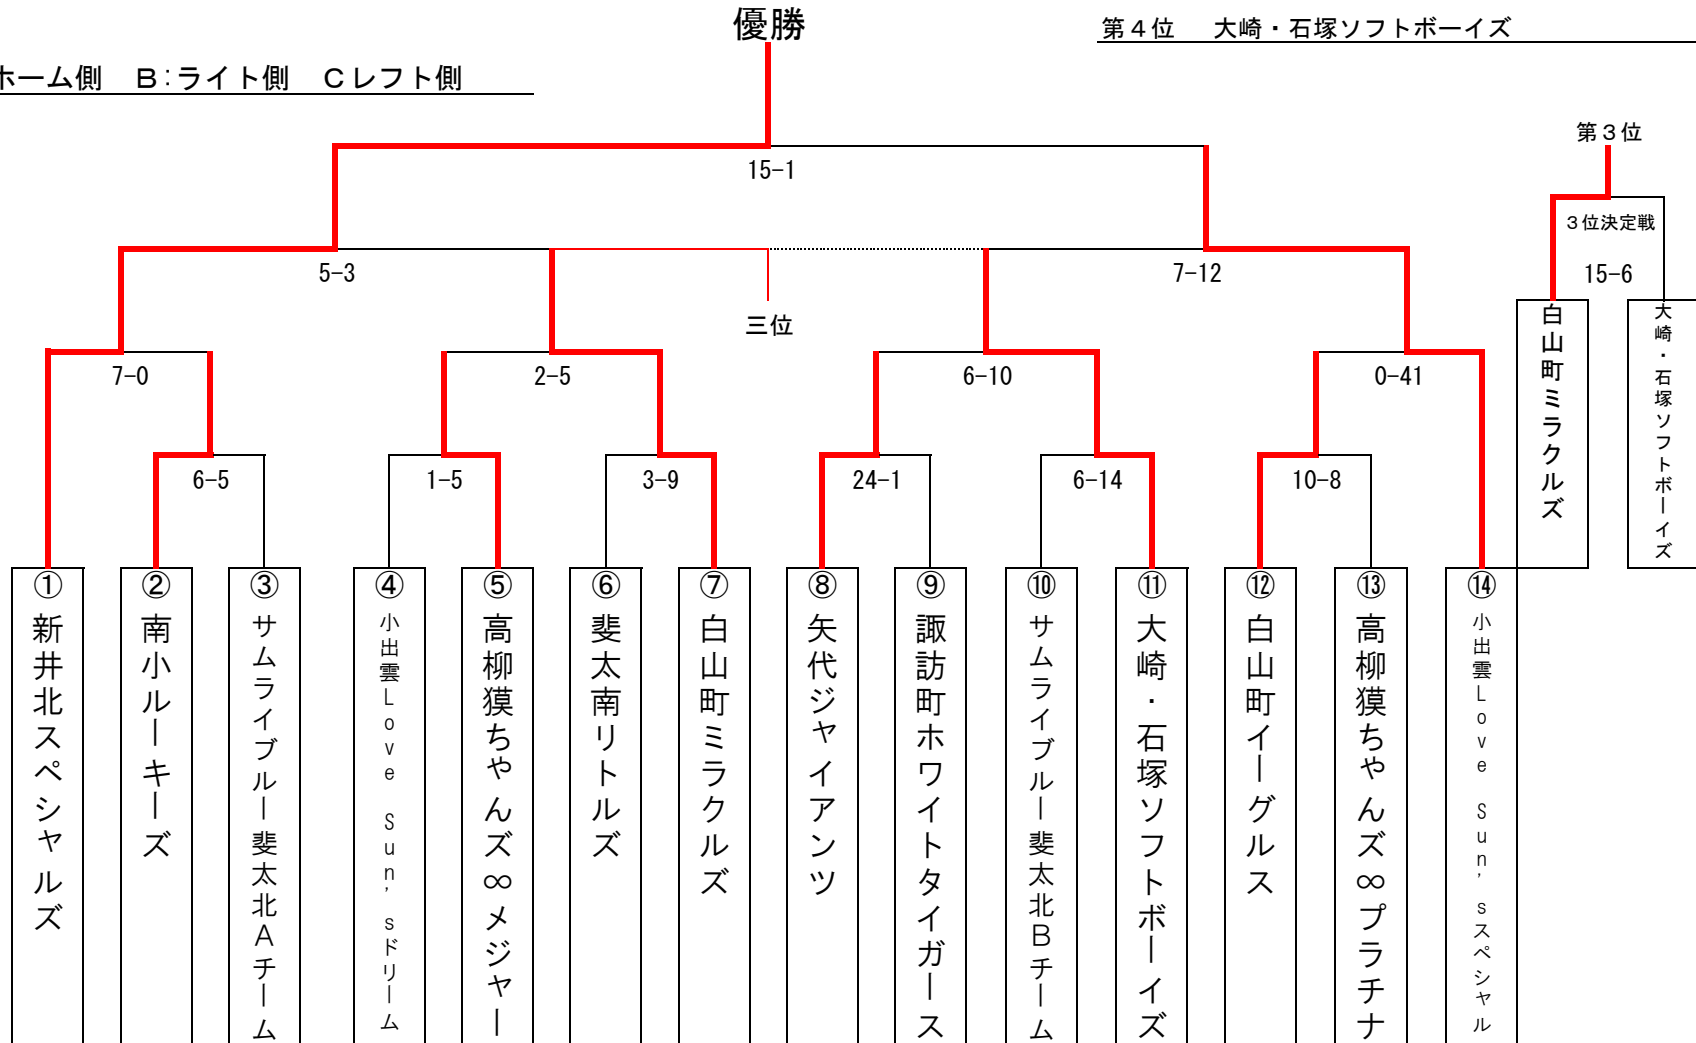 優勝
第４位　大崎・石塚ソフトボーイズ
ホーム側　Ｂ：ライト側　Ｃレフト側
第３位
15-1
３位決定戦
5-3
7-12
15-6
三位
7-0
2-5
6-10
0-41
6-5
1-5
3-9
24-1
6-14
10-8
①新井北スペシャルズ
②南小ルーキーズ
③サムライブルー斐太北Ａチーム
④小出雲Ｌｏｖｅ　Ｓｕｎ’ｓドリーム
⑤高柳獏ちゃんズ∞メジャー
⑥斐太南リトルズ
⑦白山町ミラクルズ
⑧矢代ジャイアンツ
⑨諏訪町ホワイトタイガース
⑩サムライブルー斐太北Ｂチーム
⑪大崎・石塚ソフトボーイズ
⑫白山町イーグルス
⑬高柳獏ちゃんズ∞プラチナ
⑭小出雲Ｌｏｖｅ　Ｓｕｎ’ｓスペシャル
白山町ミラクルズ
大崎・石塚ソフトボーイズ